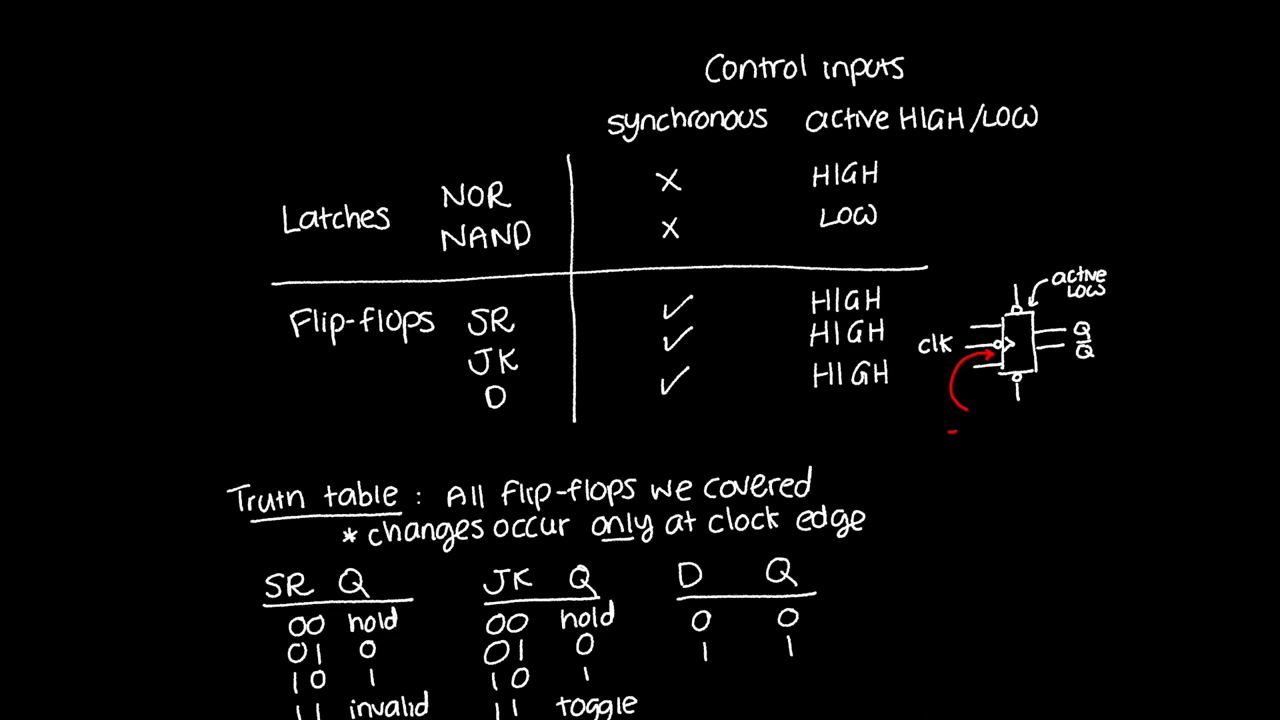 Control inputs
synchronous active HIGH/LOW
Latches NOR x HIGH
NAND x LOW
Flip-flops SR ✓ HIGH
JK ✓ HIGH
D ✓ HIGH
active
LOW
clk Q
Q̅
Truth table : All flip-flops we covered
* changes occur only at clock edge
SR Q JK Q D Q
00 hold 00 hold 0 0
01 0 01 0 1 1
10 1 10 1
11 invalid 11 toggle